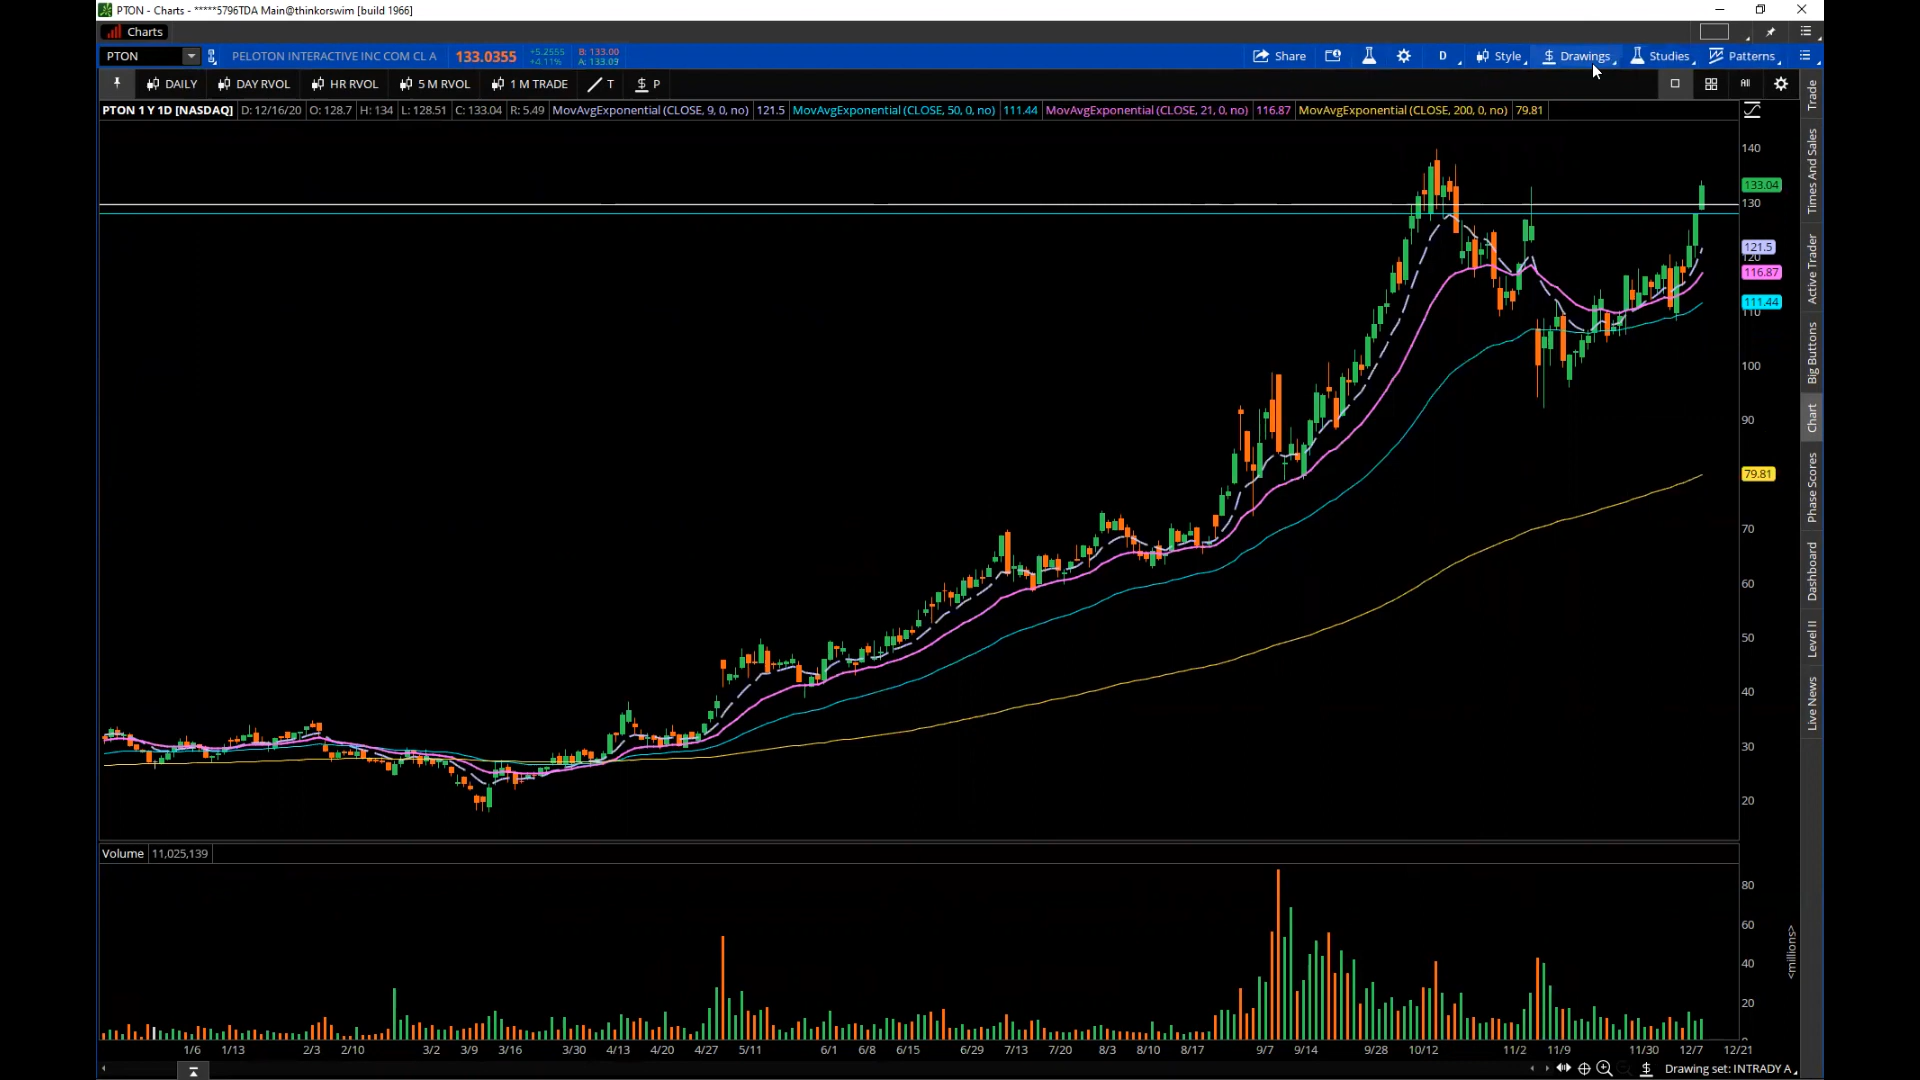 PTON - Charts - *****5796TDA Main@thinkorswim [build 1966]
Charts
PTON PELOTON INTERACTIVE INC COM CL A 133.0355 +5.2555 +4.11% B: 133.00 A: 133.09 Share D Style Drawings Studies Patterns
DAILY DAY RVOL HR RVOL 5 M RVOL 1 M TRADE T $ P All
PTON 1 Y 1D [NASDAQ] D: 12/16/20 O: 128.7 H: 134 L: 128.51 C: 133.04 R: 5.49 MovAvgExponential (CLOSE, 9, 0, no) 121.5 MovAvgExponential (CLOSE, 50, 0, no) 111.44 MovAvgExponential (CLOSE, 21, 0, no) 116.87 MovAvgExponential (CLOSE, 200, 0, no) 79.81
140
133.04
130
121.5
120
116.87
111.44
110
100
90
79.81
70
60
50
40
30
20
Trade
Times And Sales
Active Trader
Big Buttons
Chart
Phase Scores
Dashboard
Level II
Live News
Volume 11,025,139
80
60
40
20
<millions>
1/6 1/13 2/3 2/10 3/2 3/9 3/16 3/30 4/13 4/20 4/27 5/11 6/1 6/8 6/15 6/29 7/13 7/20 8/3 8/10 8/17 9/7 9/14 9/28 10/12 11/2 11/9 11/30 12/7 12/21
Drawing set: INTRADY A